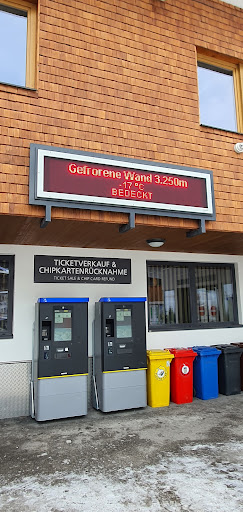 Gefrorene Wand 3.250m
-17 °C
BEDECKT
TICKETVERKAUF &
CHIPKARTENRÜCKNAHME
TICKET SALE & CHIP CARD REFUND